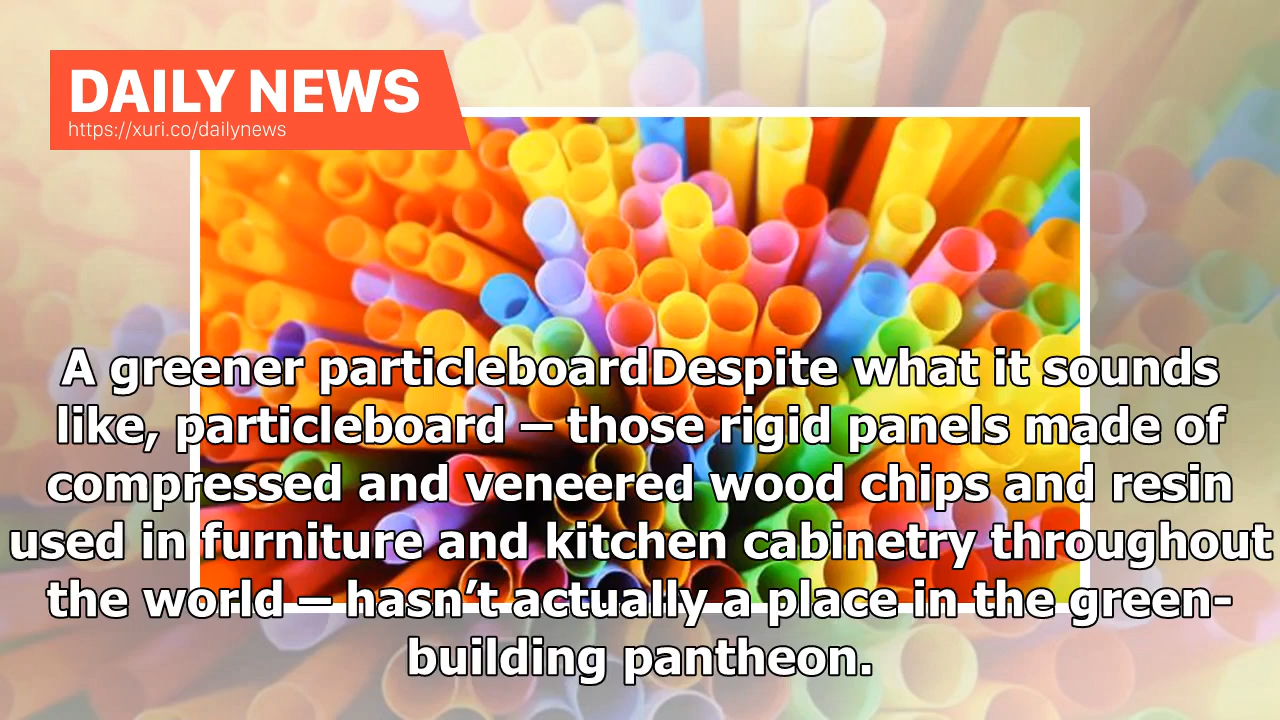 DAILY NEWS
https://xuri.co/dailynews
A greener particleboardDespite what it sounds
like, particleboard – those rigid panels made of
compressed and veneered wood chips and resin
used in furniture and kitchen cabinetry throughout
the world – hasn’t actually a place in the green-
building pantheon.